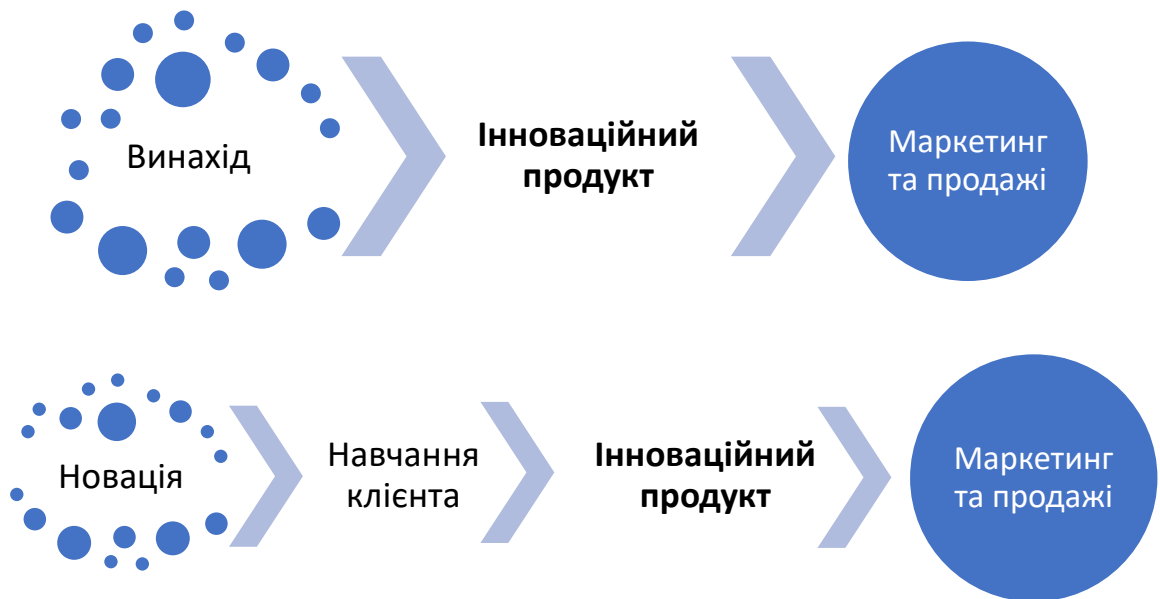 Винахід
Інноваційний
продукт
Маркетинг
та продажі
Новація
Навчання
клієнта
Інноваційний
продукт
Маркетинг
та продажі